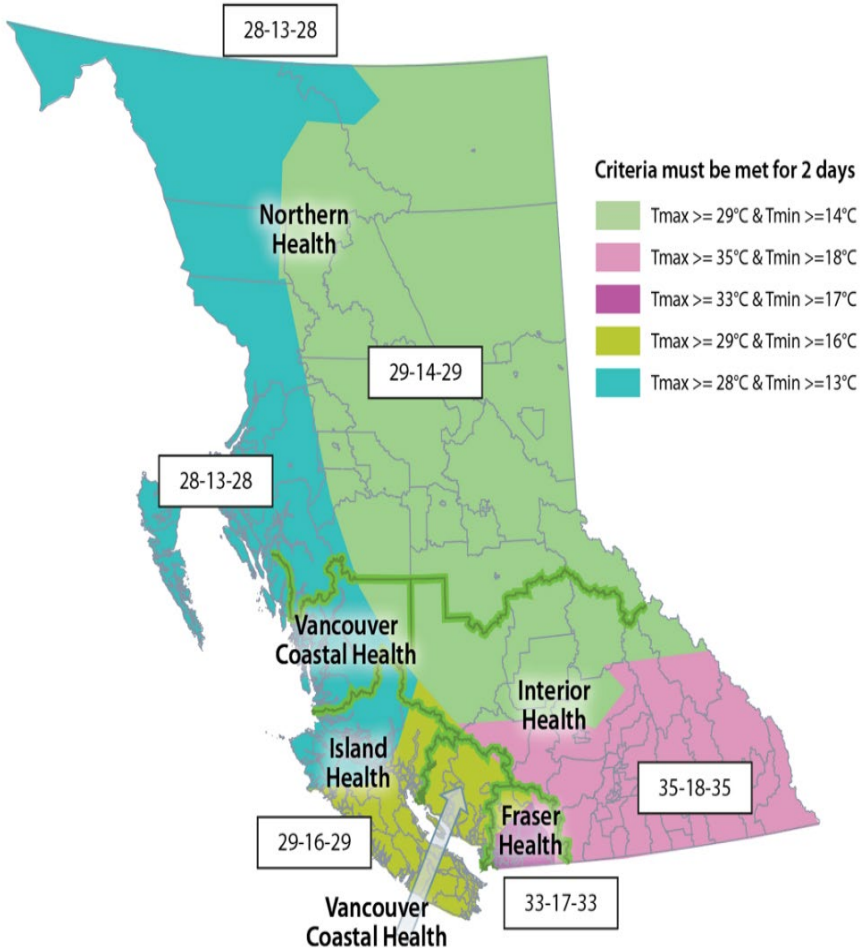 28-13-28
Criteria must be met for 2 days
Tmax >= 29°C & Tmin >=14°C
Tmax >= 35°C & Tmin >=18°C
Tmax >= 33°C & Tmin >=17°C
Tmax >= 29°C & Tmin >=16°C
Tmax >= 28°C & Tmin >=13°C
Northern
Health
29-14-29
28-13-28
Vancouver
Coastal Health
Interior
Health
Island
Health
35-18-35
Fraser
Health
29-16-29
33-17-33
Vancouver
Coastal Health